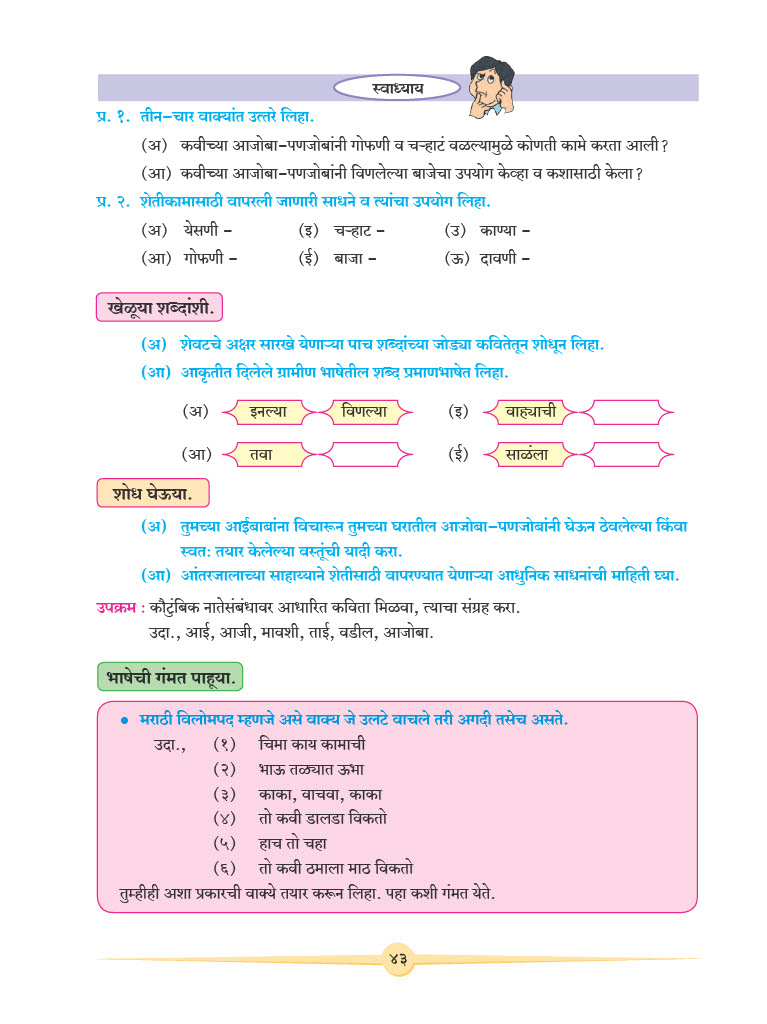 स्वाध्याय
प्र. १. तीन-चार वाक्यांत उत्तरे लिहा.
(अ) कवीच्या आजोबा-पणजोबांनी गोफणी व चऱ्हाटं वळल्यामुळे कोणती कामे करता आली?
(आ) कवीच्या आजोबा-पणजोबांनी विणलेल्या बाजेचा उपयोग केव्हा व कशासाठी केला?
प्र. २. शेतीकामासाठी वापरली जाणारी साधने व त्यांचा उपयोग लिहा.
(अ) येसणी - (इ) चऱ्हाट - (उ) काण्या -
(आ) गोफणी - (ई) बाजा - (ऊ) दावणी -
खेळूया शब्दांशी.
(अ) शेवटचे अक्षर सारखे येणाऱ्या पाच शब्दांच्या जोड्या कवितेतून शोधून लिहा.
(आ) आकृतीत दिलेले ग्रामीण भाषेतील शब्द प्रमाणभाषेत लिहा.
(अ) इनल्या विणल्या (इ) वाह्याची
(आ) तवा (ई) साळंला
शोध घेऊया.
(अ) तुमच्या आईबाबांना विचारून तुमच्या घरातील आजोबा-पणजोबांनी घेऊन ठेवलेल्या किंवा
स्वतः तयार केलेल्या वस्तूंची यादी करा.
(आ) आंतरजालाच्या साहाय्याने शेतीसाठी वापरण्यात येणाऱ्या आधुनिक साधनांची माहिती घ्या.
उपक्रम : कौटुंबिक नातेसंबंधावर आधारित कविता मिळवा, त्याचा संग्रह करा.
उदा., आई, आजी, मावशी, ताई, वडील, आजोबा.
भाषेची गंमत पाहूया.
• मराठी विलोमपद म्हणजे असे वाक्य जे उलटे वाचले तरी अगदी तसेच असते.
उदा., (१) चिमा काय कामाची
(२) भाऊ तळ्यात ऊभा
(३) काका, वाचवा, काका
(४) तो कवी डालडा विकतो
(५) हाच तो चहा
(६) तो कवी ठमाला माठ विकतो
तुम्हीही अशा प्रकारची वाक्ये तयार करून लिहा. पहा कशी गंमत येते.
४३